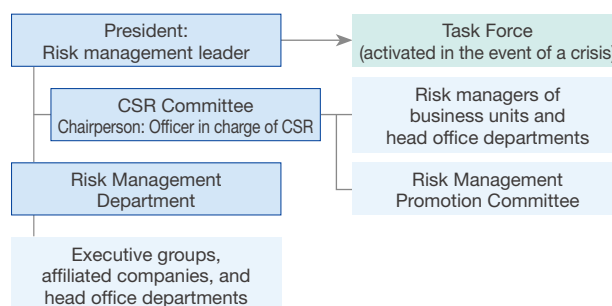 President:
Risk management leader
Task Force
(activated in the event of a crisis)
CSR Committee
Chairperson: Officer in charge of CSR
Risk managers of
business units and
head office departments
Risk Management
Department
Risk Management
Promotion Committee
Executive groups,
affiliated companies, and
head office departments